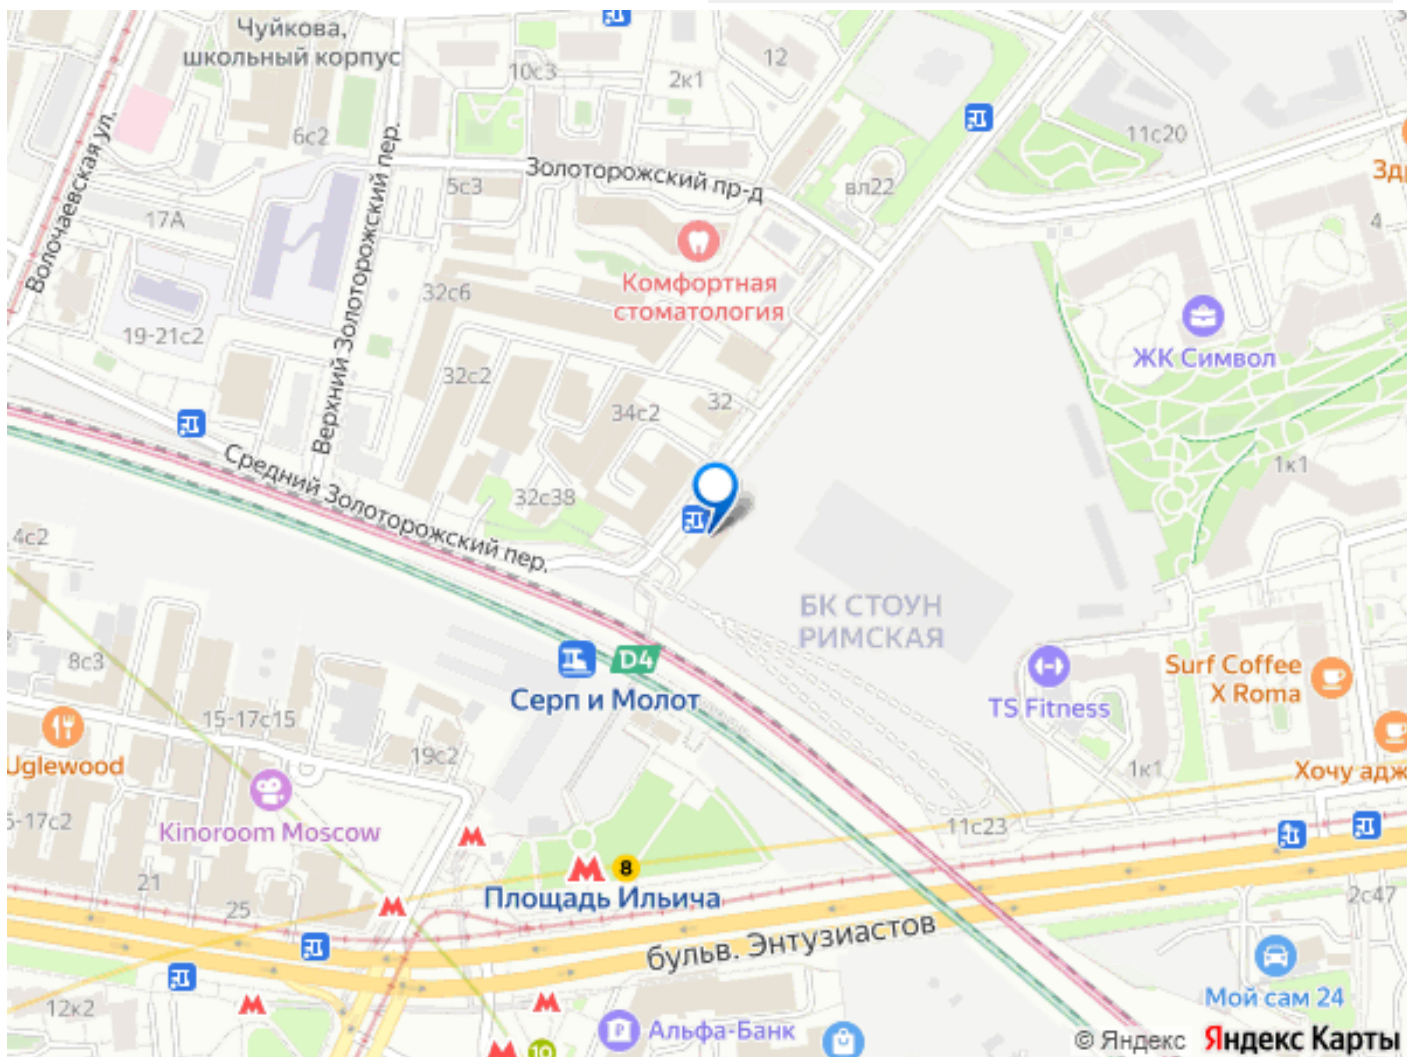 Чуйкова,
школьный корпус
10с3
12
2к1
6с2
11с20
Волочаевская ул.
Верхний Золоторожский пер.
Золоторожский пр-д
5с3
вл22
17А
4
Комфортная
стоматология
32с6
19-21с2
ЖК Символ
32с2
32
34с2
1к1
Средний Золоторожский пер.
32с38
4с2
БК СТОУН
РИМСКАЯ
D4
Серп и Молот
8с3
Surf Coffee
X Roma
TS Fitness
15-17с15
19с2
Uglewood
1к1
Хочу адж
Kinoroom Moscow
5-17с2
11с23
8
Площадь Ильича
21
25
2с47
бульв. Энтузиастов
12к2
Мой сам 24
Альфа-Банк
10
© Яндекс Яндекс Карты